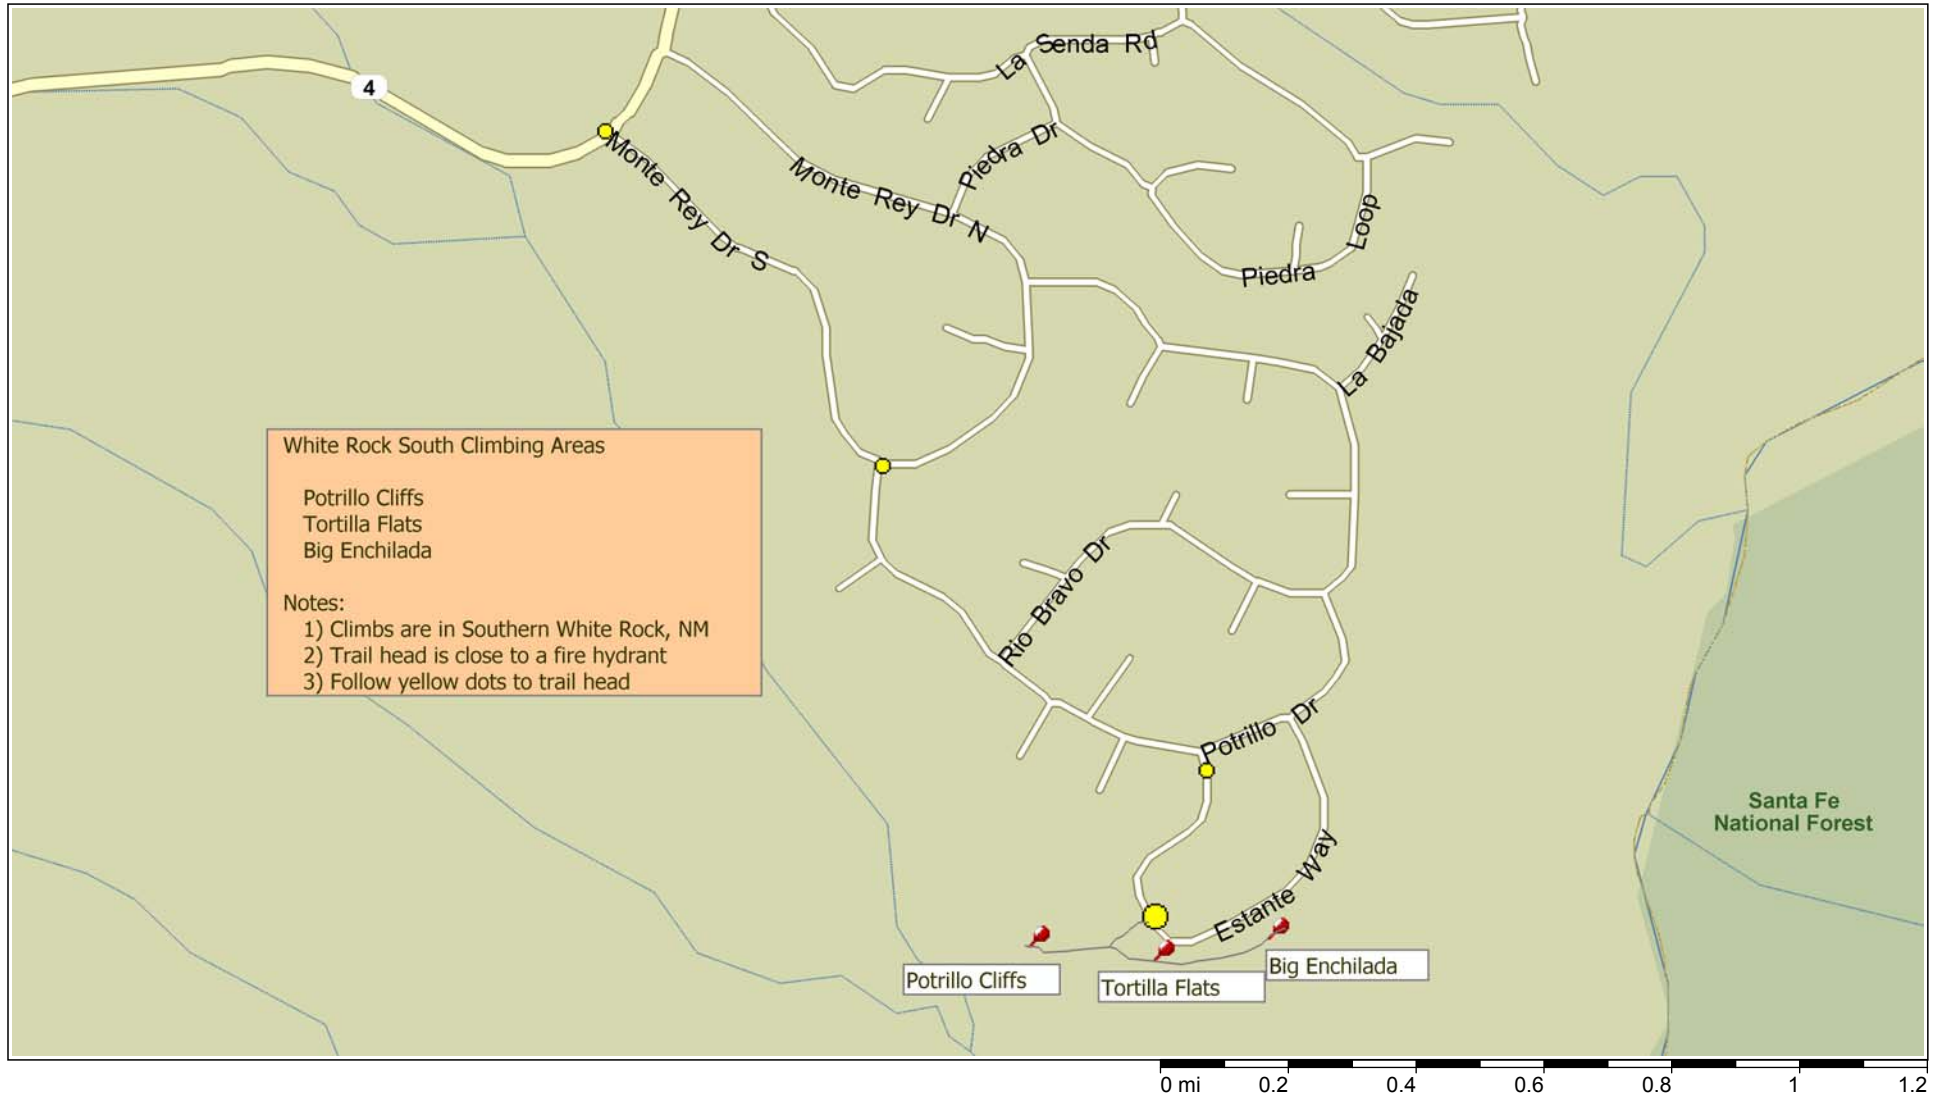 La Senda Rd
4
Monte Rey Dr S
Monte Rey Dr N
Piedra Dr
Piedra Loop
La Bajada
White Rock South Climbing Areas
Potrillo Cliffs
Tortilla Flats
Big Enchilada
Notes:
1) Climbs are in Southern White Rock, NM
2) Trail head is close to a fire hydrant
3) Follow yellow dots to trail head
Rio Bravo Dr
Potrillo Dr
Santa Fe
National Forest
Estante Way
Potrillo Cliffs
Tortilla Flats
Big Enchilada
0 mi 0.2 0.4 0.6 0.8 1 1.2